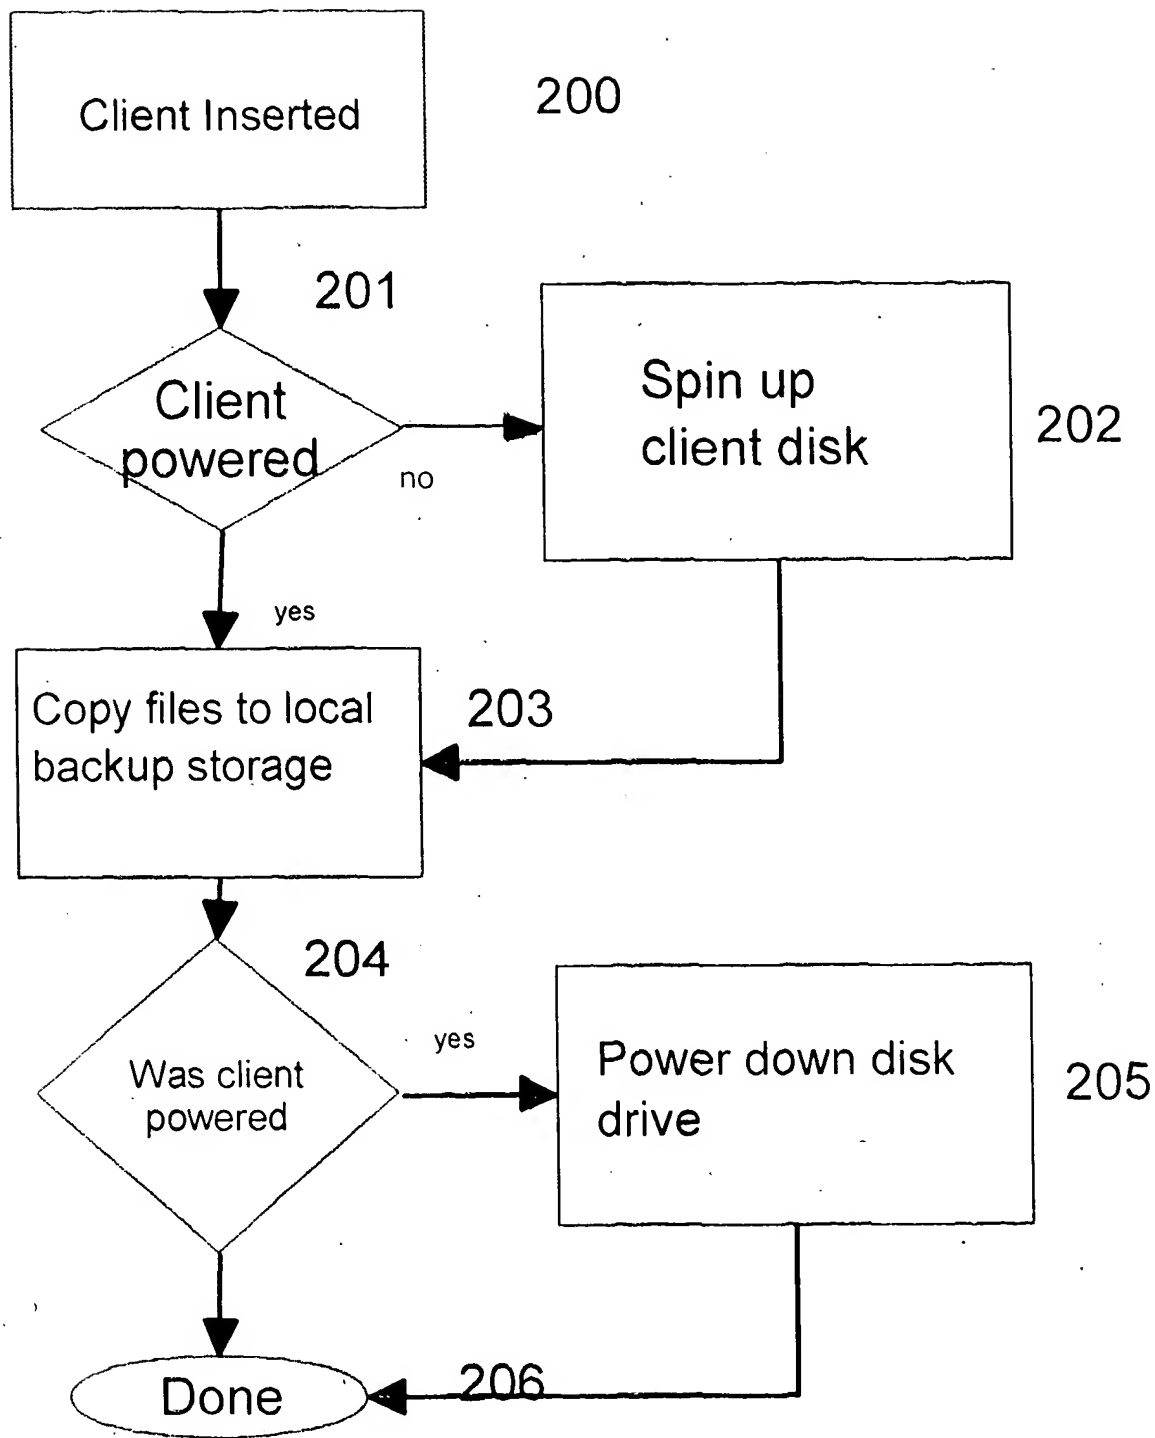 Client Inserted
200
201
Client
powered
no
Spin up
client disk
202
yes
Copy files to local
backup storage
203
204
Was client
powered
yes
Power down disk
drive
205
206
Done